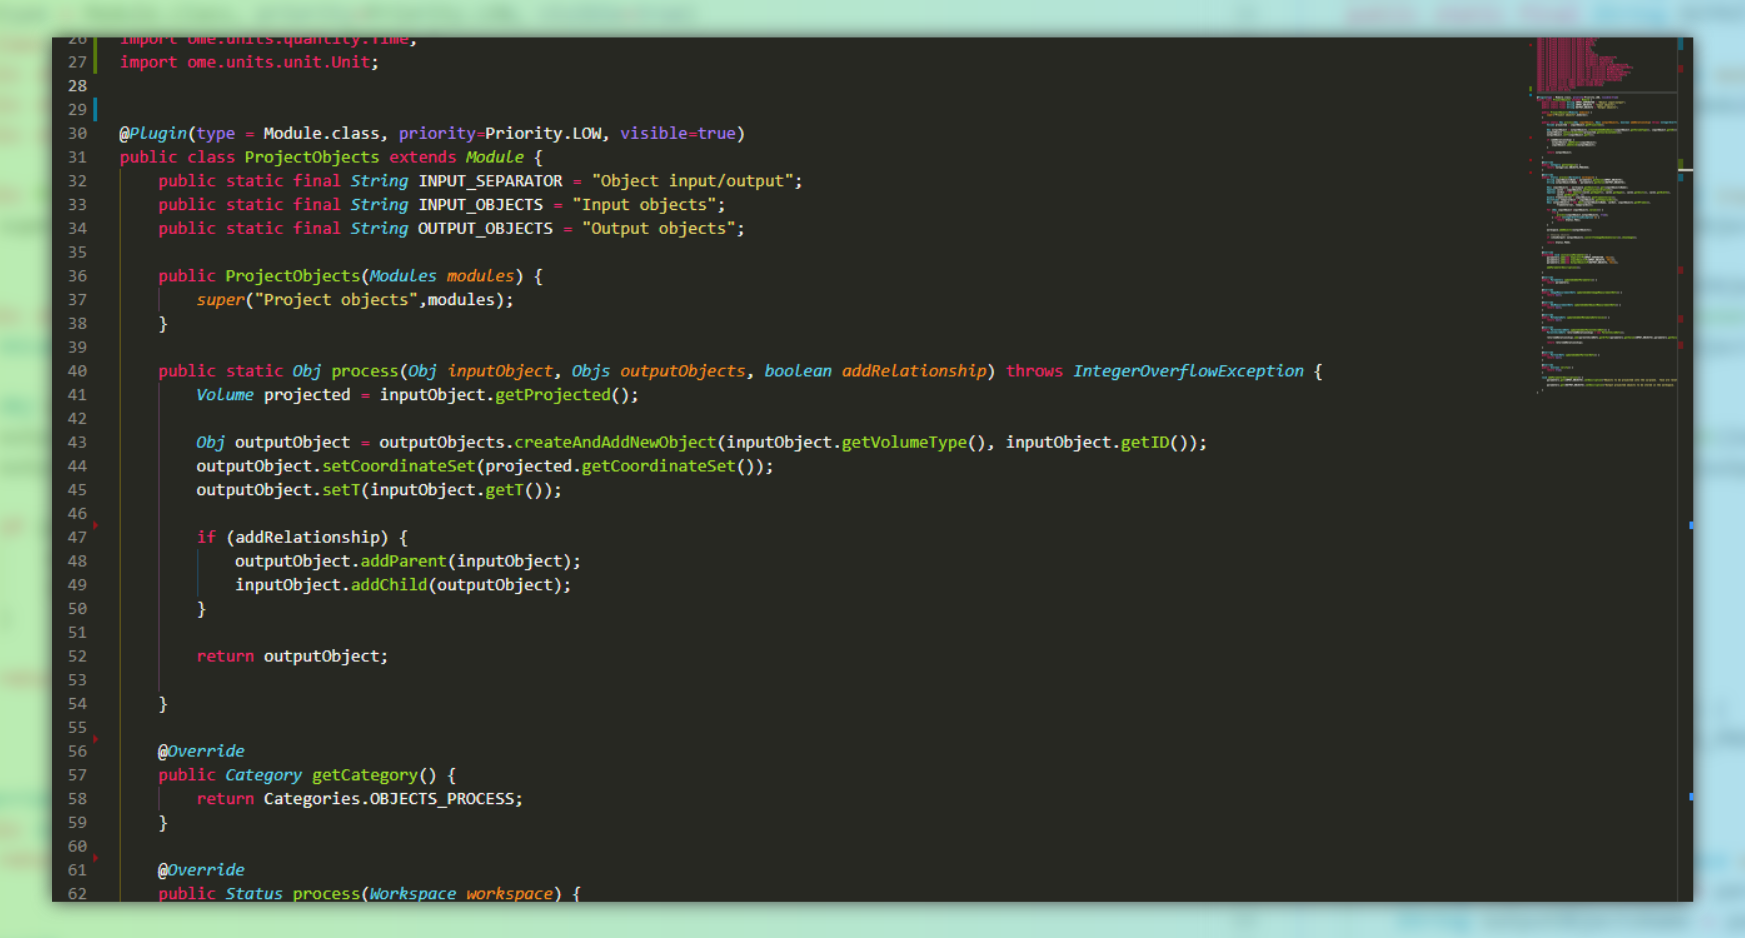 26 import ome.units.quantity.Time;
27 import ome.units.unit.Unit;
28
29
30 @Plugin(type = Module.class, priority=Priority.LOW, visible=true)
31 public class ProjectObjects extends Module {
32     public static final String INPUT_SEPARATOR = "Object input/output";
33     public static final String INPUT_OBJECTS = "Input objects";
34     public static final String OUTPUT_OBJECTS = "Output objects";
35
36     public ProjectObjects(Modules modules) {
37         super("Project objects",modules);
38     }
39
40     public static Obj process(Obj inputObject, Objs outputObjects, boolean addRelationship) throws IntegerOverflowException {
41         Volume projected = inputObject.getProjected();
42
43         Obj outputObject = outputObjects.createAndAddNewObject(inputObject.getVolumeType(), inputObject.getID());
44         outputObject.setCoordinateSet(projected.getCoordinateSet());
45         outputObject.setT(inputObject.getT());
46
47         if (addRelationship) {
48             outputObject.addParent(inputObject);
49             inputObject.addChild(outputObject);
50         }
51
52         return outputObject;
53
54     }
55
56     @Override
57     public Category getCategory() {
58         return Categories.OBJECTS_PROCESS;
59     }
60
61     @Override
62     public Status process(Workspace workspace) {